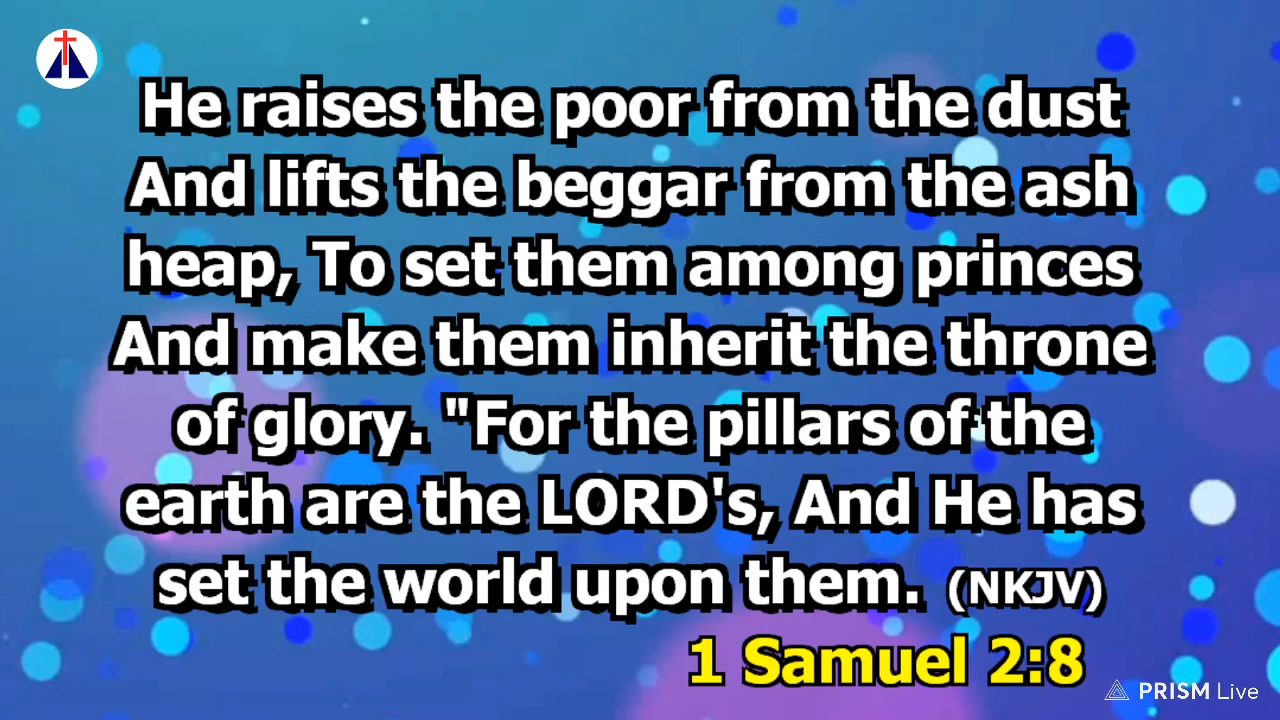 He raises the poor from the dust
And lifts the beggar from the ash
heap, To set them among princes
And make them inherit the throne
of glory. "For the pillars of the
earth are the LORD's, And He has
set the world upon them. (NKJV)
1 Samuel 2:8
PRISM Live